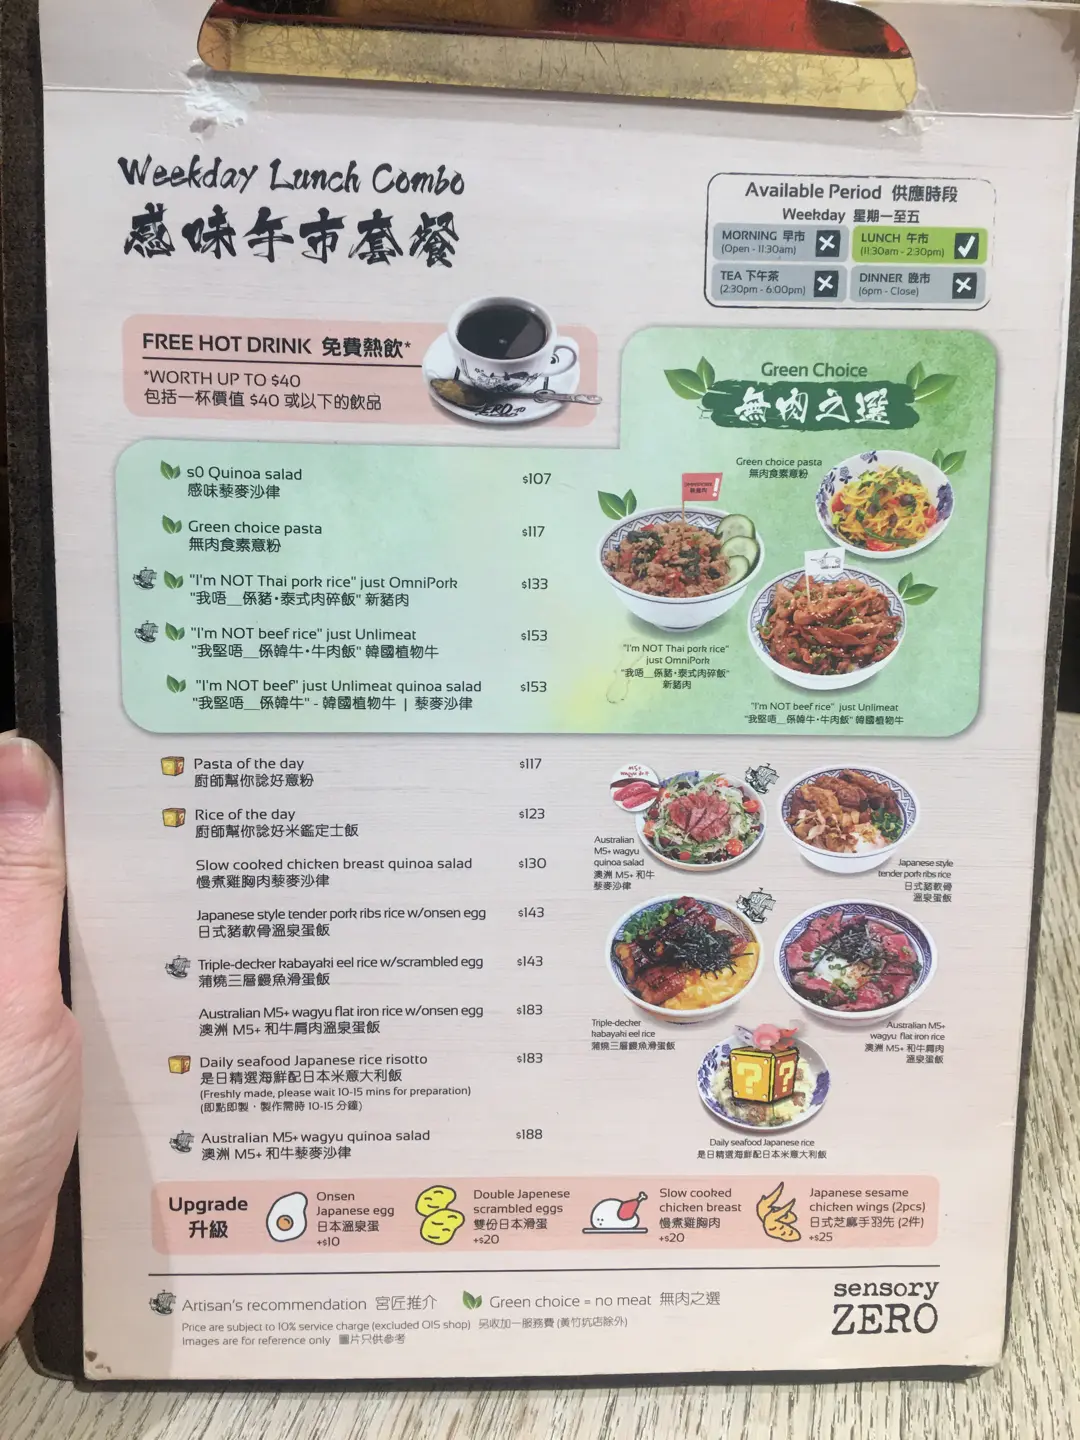 Weekday Lunch Combo
感味午市套餐
Available Period 供應時段
Weekday 星期一至五
MORNING 早市
(Open - 11:30am)
LUNCH 午市
(11:30am - 2:30pm)
TEA 下午茶
(2:30pm - 6:00pm)
DINNER 晚市
(6pm - Close)
FREE HOT DRINK 免費熱飲*
*WORTH UP TO $40
包括一杯價值 $40 或以下的飲品
Green Choice
無肉之選
s0 Quinoa salad $107
感味藜麥沙律
Green choice pasta $117
無肉食素意粉
"I'm NOT Thai pork rice" just OmniPork $133
"我唔__係豬・泰式肉碎飯" 新豬肉
"I'm NOT beef rice" just Unlimeat $153
"我堅唔__係韓牛・牛肉飯" 韓國植物牛
"I'm NOT beef" just Unlimeat quinoa salad $153
"我堅唔__係韓牛" - 韓國植物牛 | 藜麥沙律
Green choice pasta
無肉食素意粉
"I'm NOT Thai pork rice"
just OmniPork
"我唔__係豬・泰式肉碎飯"
新豬肉
"I'm NOT beef rice" just Unlimeat
"我堅唔__係韓牛・牛肉飯" 韓國植物牛
Pasta of the day $117
廚師幫你諗好意粉
Rice of the day $123
廚師幫你諗好米鑑定士飯
Slow cooked chicken breast quinoa salad $130
慢煮雞胸肉藜麥沙律
Japanese style tender pork ribs rice w/onsen egg $143
日式豬軟骨溫泉蛋飯
Triple-decker kabayaki eel rice w/scrambled egg $143
蒲燒三層鰻魚滑蛋飯
Australian M5+ wagyu flat iron rice w/onsen egg $183
澳洲 M5+ 和牛肩肉溫泉蛋飯
Daily seafood Japanese rice risotto $183
是日精選海鮮配日本米意大利飯
(Freshly made, please wait 10-15 mins for preparation)
(即點即製，製作需時 10-15 分鐘)
Australian M5+ wagyu quinoa salad $188
澳洲 M5+ 和牛藜麥沙律
Australian
M5+ wagyu
quinoa salad
澳洲 M5+ 和牛
藜麥沙律
Japanese style
tender pork ribs rice
日式豬軟骨
溫泉蛋飯
Triple-decker
kabayaki eel rice
蒲燒三層鰻魚滑蛋飯
Australian M5+
wagyu flat iron rice
澳洲 M5+ 和牛肩肉
溫泉蛋飯
Daily seafood Japanese rice
是日精選海鮮配日本米意大利飯
Upgrade
升級
Onsen
Japanese egg
日本溫泉蛋
+$10
Double Japenese
scrambled eggs
雙份日本滑蛋
+$20
Slow cooked
chicken breast
慢煮雞胸肉
+$20
Japanese sesame
chicken wings (2pcs)
日式芝麻手羽先 (2件)
+$25
Artisan's recommendation 宮匠推介
Green choice = no meat 無肉之選
Price are subject to 10% service charge (excluded OIS shop) 另收加一服務費 (黃竹坑店除外)
Images are for reference only 圖片只供參考
sensory
ZERO